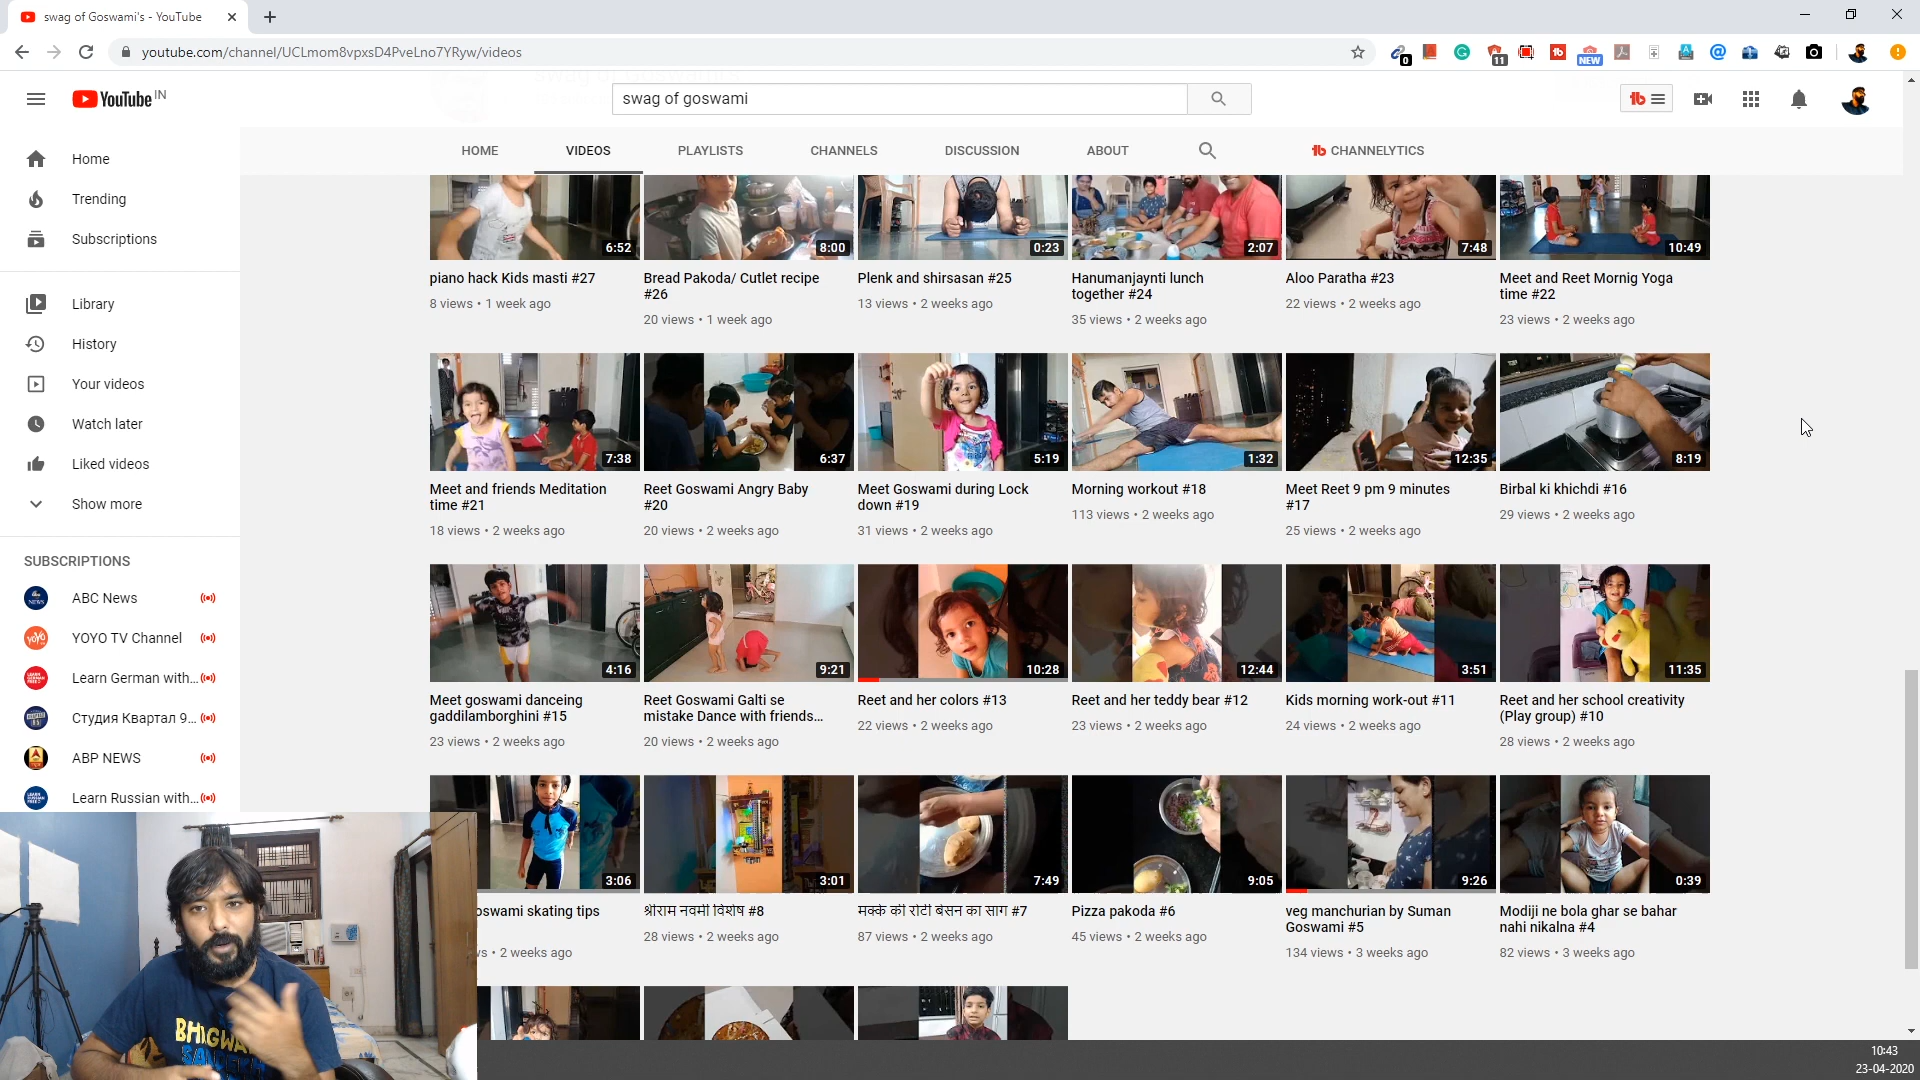 swag of Goswami's - YouTube
youtube.com/channel/UCLmom8vpxsD4PveLno7YRyw/videos
0
11
NEW
YouTube IN
swag of goswami
HOME
VIDEOS
PLAYLISTS
CHANNELS
DISCUSSION
ABOUT
CHANNELYTICS
Home
Trending
Subscriptions
Library
History
Your videos
Watch later
Liked videos
Show more
SUBSCRIPTIONS
ABC News
YOYO TV Channel
Learn German with...
Студия Квартал 9...
ABP NEWS
Learn Russian with...
6:52
piano hack Kids masti #27
8 views • 1 week ago
8:00
Bread Pakoda/ Cutlet recipe
#26
20 views • 1 week ago
0:23
Plenk and shirsasan #25
13 views • 2 weeks ago
2:07
Hanumanjaynti lunch
together #24
35 views • 2 weeks ago
7:48
Aloo Paratha #23
22 views • 2 weeks ago
10:49
Meet and Reet Mornig Yoga
time #22
23 views • 2 weeks ago
7:38
Meet and friends Meditation
time #21
18 views • 2 weeks ago
6:37
Reet Goswami Angry Baby
#20
20 views • 2 weeks ago
5:19
Meet Goswami during Lock
down #19
31 views • 2 weeks ago
1:32
Morning workout #18
113 views • 2 weeks ago
12:35
Meet Reet 9 pm 9 minutes
#17
25 views • 2 weeks ago
8:19
Birbal ki khichdi #16
29 views • 2 weeks ago
4:16
Meet goswami danceing
gaddilamborghini #15
23 views • 2 weeks ago
9:21
Reet Goswami Galti se
mistake Dance with friends...
20 views • 2 weeks ago
10:28
Reet and her colors #13
22 views • 2 weeks ago
12:44
Reet and her teddy bear #12
23 views • 2 weeks ago
3:51
Kids morning work-out #11
24 views • 2 weeks ago
11:35
Reet and her school creativity
(Play group) #10
28 views • 2 weeks ago
3:06
oswami skating tips
vs • 2 weeks ago
3:01
श्रीराम नवमी विशेष #8
28 views • 2 weeks ago
7:49
मक्के की रोटी बेसन का साग #7
87 views • 2 weeks ago
9:05
Pizza pakoda #6
45 views • 2 weeks ago
9:26
veg manchurian by Suman
Goswami #5
134 views • 3 weeks ago
0:39
Modiji ne bola ghar se bahar
nahi nikalna #4
82 views • 3 weeks ago
10:43
23-04-2020